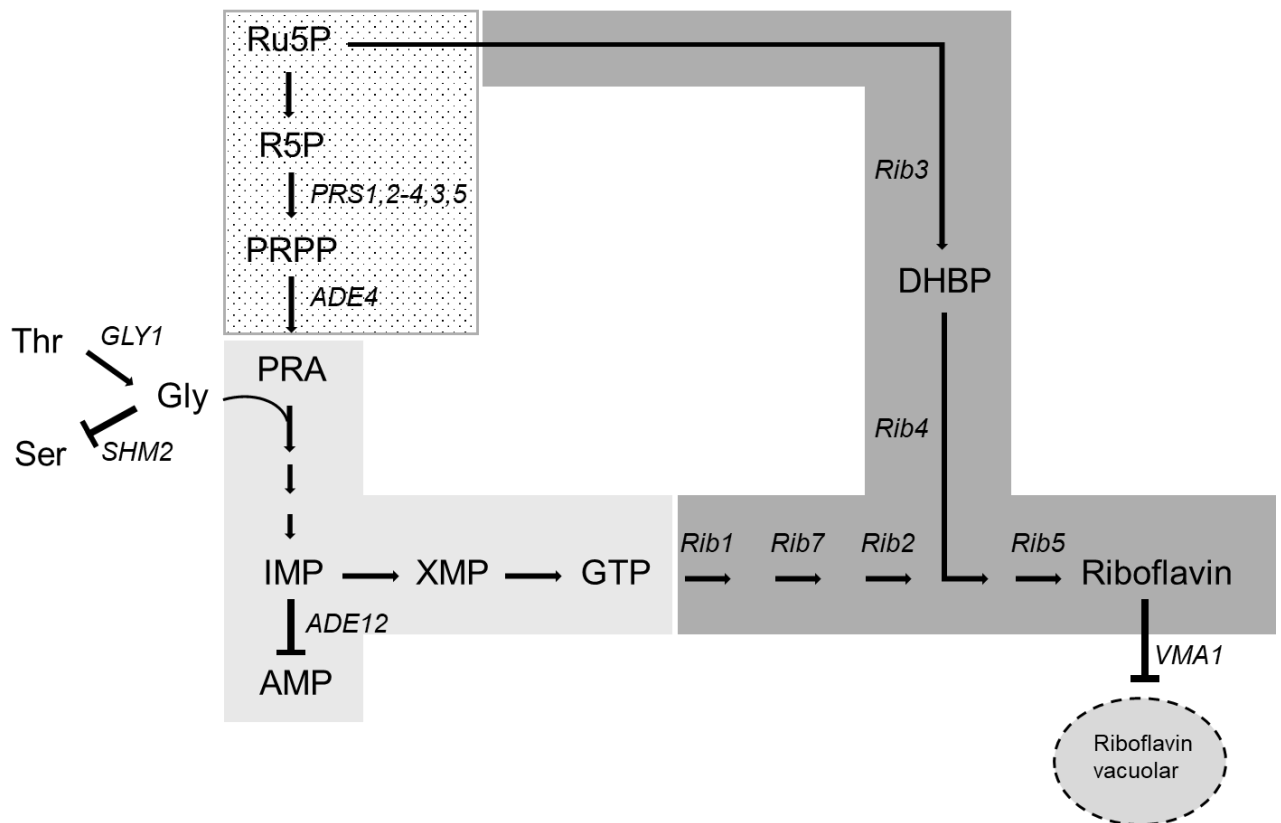 Ru5P
R5P
PRS1,2-4,3,5
PRPP
ADE4
Thr
GLY1
Gly
Ser
SHM2
PRA
IMP
XMP
GTP
ADE12
AMP
Rib3
DHBP
Rib4
Rib1
Rib7
Rib2
Rib5
Riboflavin
VMA1
Riboflavin
vacuolar